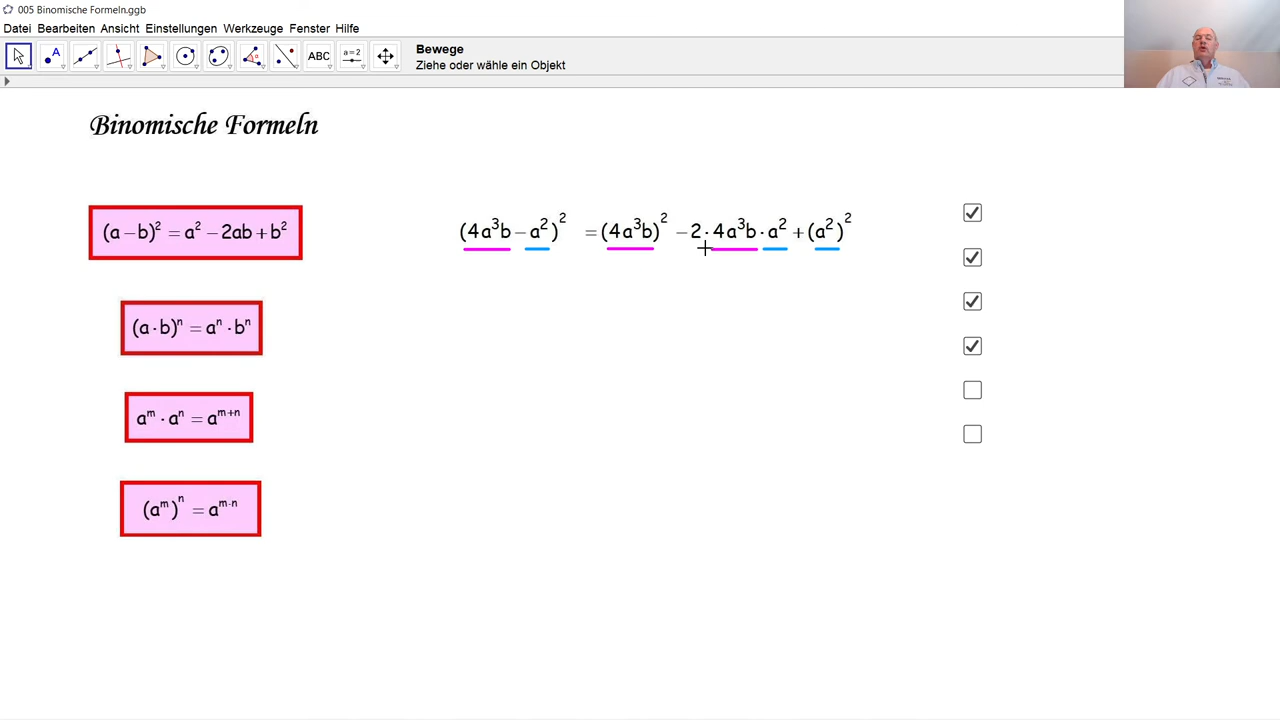 005 Binomische Formeln.ggb
Datei Bearbeiten Ansicht Einstellungen Werkzeuge Fenster Hilfe
A ABC a=2
Bewege
Ziehe oder wähle ein Objekt
Binomische Formeln
(a − b)² = a² − 2ab + b²
(4a³b − a²)² = (4a³b)² − 2 · 4a³b · a² + (a²)²
(a · b)ⁿ = aⁿ · bⁿ
aᵐ · aⁿ = aᵐ⁺ⁿ
(aᵐ)ⁿ = aᵐ·ⁿ